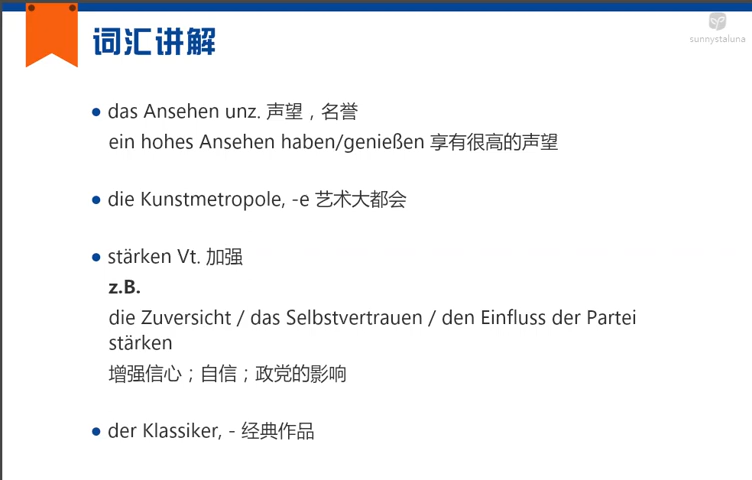 词汇讲解
sunnystaluna
● das Ansehen unz. 声望，名誉
ein hohes Ansehen haben/genießen 享有很高的声望
● die Kunstmetropole, -e 艺术大都会
● stärken Vt. 加强
z.B.
die Zuversicht / das Selbstvertrauen / den Einfluss der Partei
stärken
增强信心；自信；政党的影响
● der Klassiker, - 经典作品